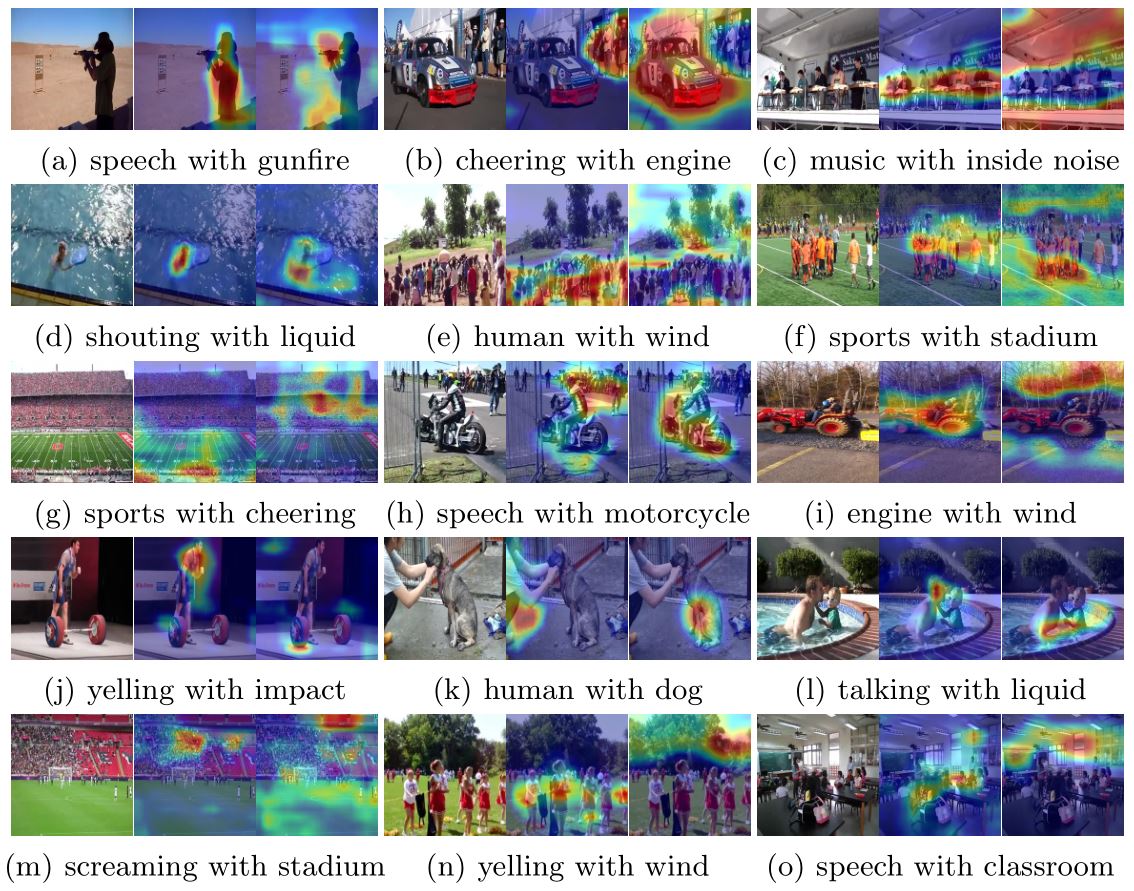 (a) speech with gunfire
(b) cheering with engine
(c) music with inside noise
(d) shouting with liquid
(e) human with wind
(f) sports with stadium
(g) sports with cheering
(h) speech with motorcycle
(i) engine with wind
(j) yelling with impact
(k) human with dog
(l) talking with liquid
(m) screaming with stadium
(n) yelling with wind
(o) speech with classroom